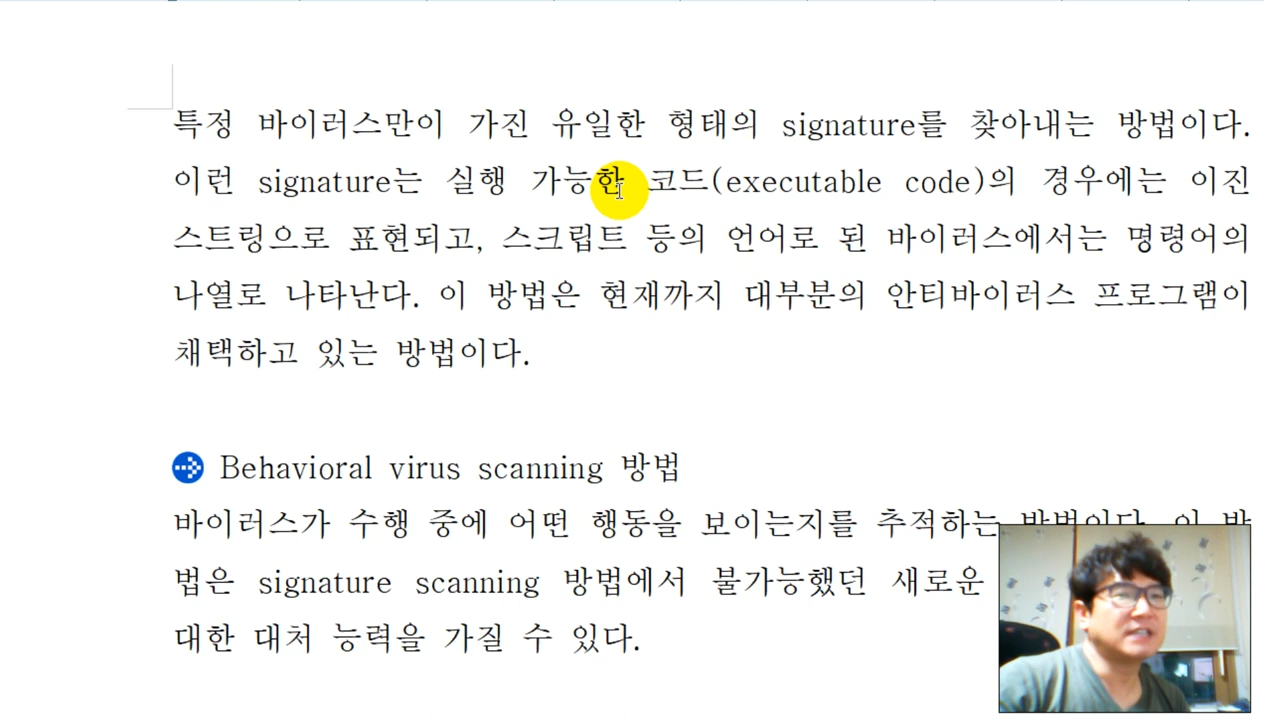 특정 바이러스만이 가진 유일한 형태의 signature를 찾아내는 방법이다.
이런 signature는 실행 가능한 코드(executable code)의 경우에는 이진
스트링으로 표현되고, 스크립트 등의 언어로 된 바이러스에서는 명령어의
나열로 나타난다. 이 방법은 현재까지 대부분의 안티바이러스 프로그램이
채택하고 있는 방법이다.
Behavioral virus scanning 방법
바이러스가 수행 중에 어떤 행동을 보이는지를 추적하는 방법이다. 이 방
법은 signature scanning 방법에서 불가능했던 새로운
대한 대처 능력을 가질 수 있다.